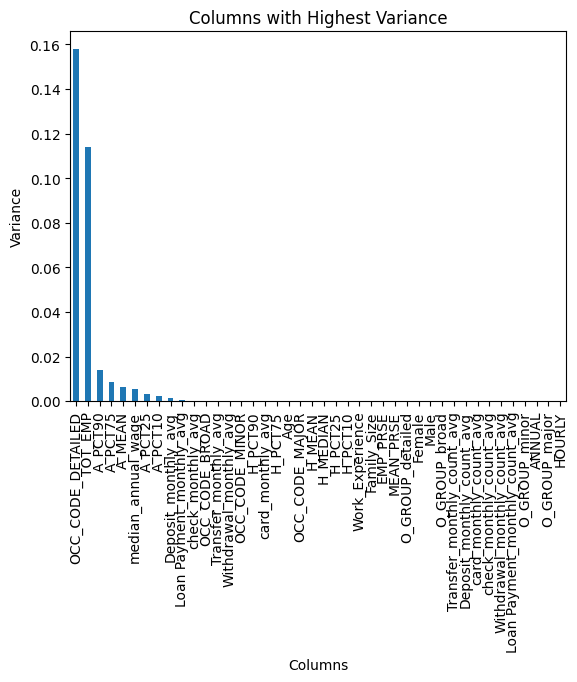 Columns with Highest Variance
0.16
0.14
0.12
0.10
0.08
0.06
0.04
0.02
0.00
Variance
OCC_CODE_DETAILED
TOT_EMP
A_PCT90
A_PCT75
A_MEAN
median_annual_wage
A_PCT25
A_PCT10
Deposit_monthly_avg
Loan Payment_monthly_avg
check_monthly_avg
OCC_CODE_BROAD
Transfer_monthly_avg
Withdrawal_monthly_avg
OCC_CODE_MINOR
H_PCT90
card_monthly_avg
H_PCT75
Age
OCC_CODE_MAJOR
H_MEAN
H_MEDIAN
H_PCT25
H_PCT10
Work_Experience
Family_Size
EMP_PRSE
MEAN_PRSE
O_GROUP_detailed
Female
Male
O_GROUP_broad
Transfer_monthly_count_avg
Deposit_monthly_count_avg
card_monthly_count_avg
check_monthly_count_avg
Withdrawal_monthly_count_avg
Loan Payment_monthly_count_avg
O_GROUP_minor
ANNUAL
O_GROUP_major
HOURLY
Columns